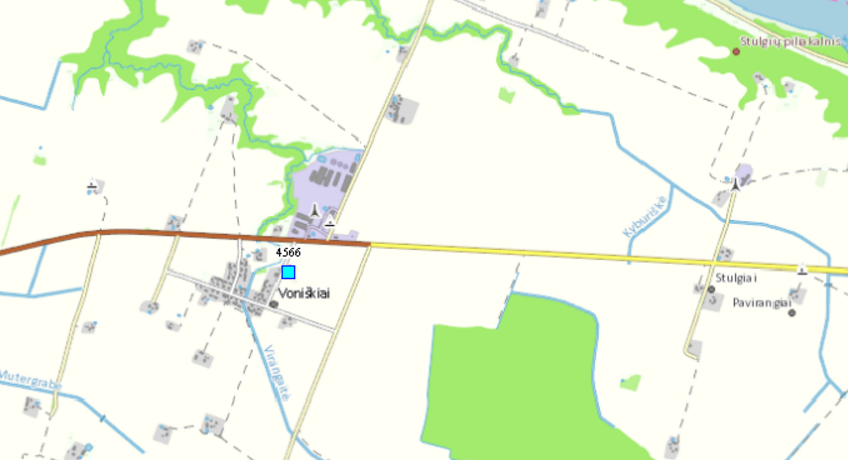 Stulgių piliakalnis
Kyburiškė
4566
Voniškiai
Stulgiai
Pavirangiai
Virangaitė
Mutergrabe